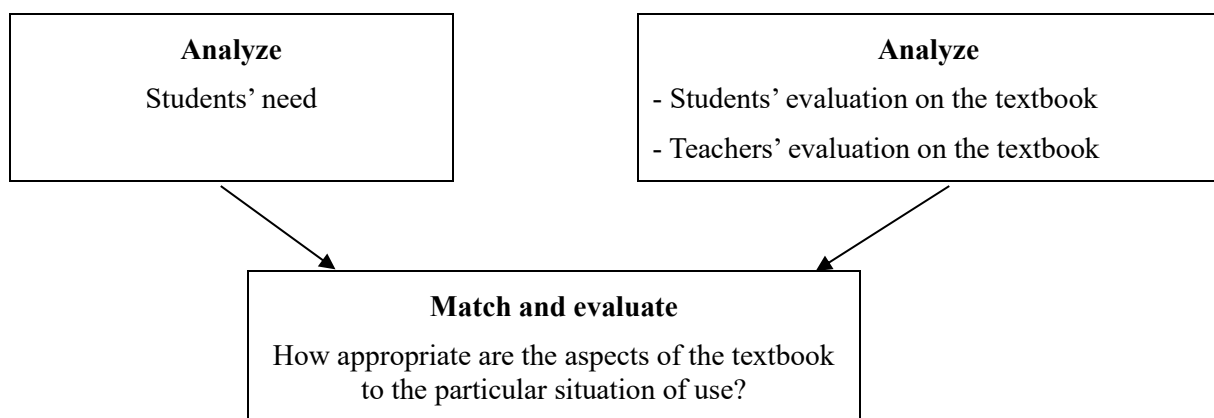 Analyze
Students’ need
Analyze
- Students’ evaluation on the textbook
- Teachers’ evaluation on the textbook
Match and evaluate
How appropriate are the aspects of the textbook
to the particular situation of use?